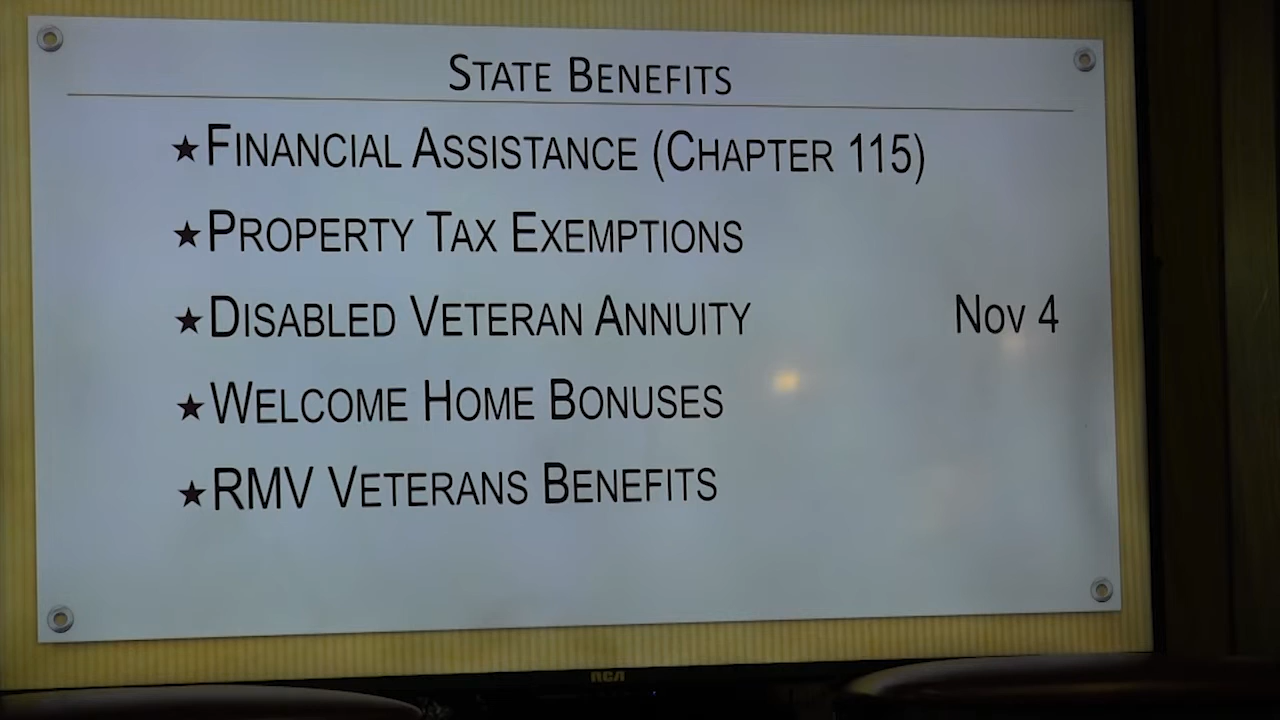 STATE BENEFITS
★FINANCIAL ASSISTANCE (CHAPTER 115)
★PROPERTY TAX EXEMPTIONS
★DISABLED VETERAN ANNUITY Nov 4
★WELCOME HOME BONUSES
★RMV VETERANS BENEFITS
RCA